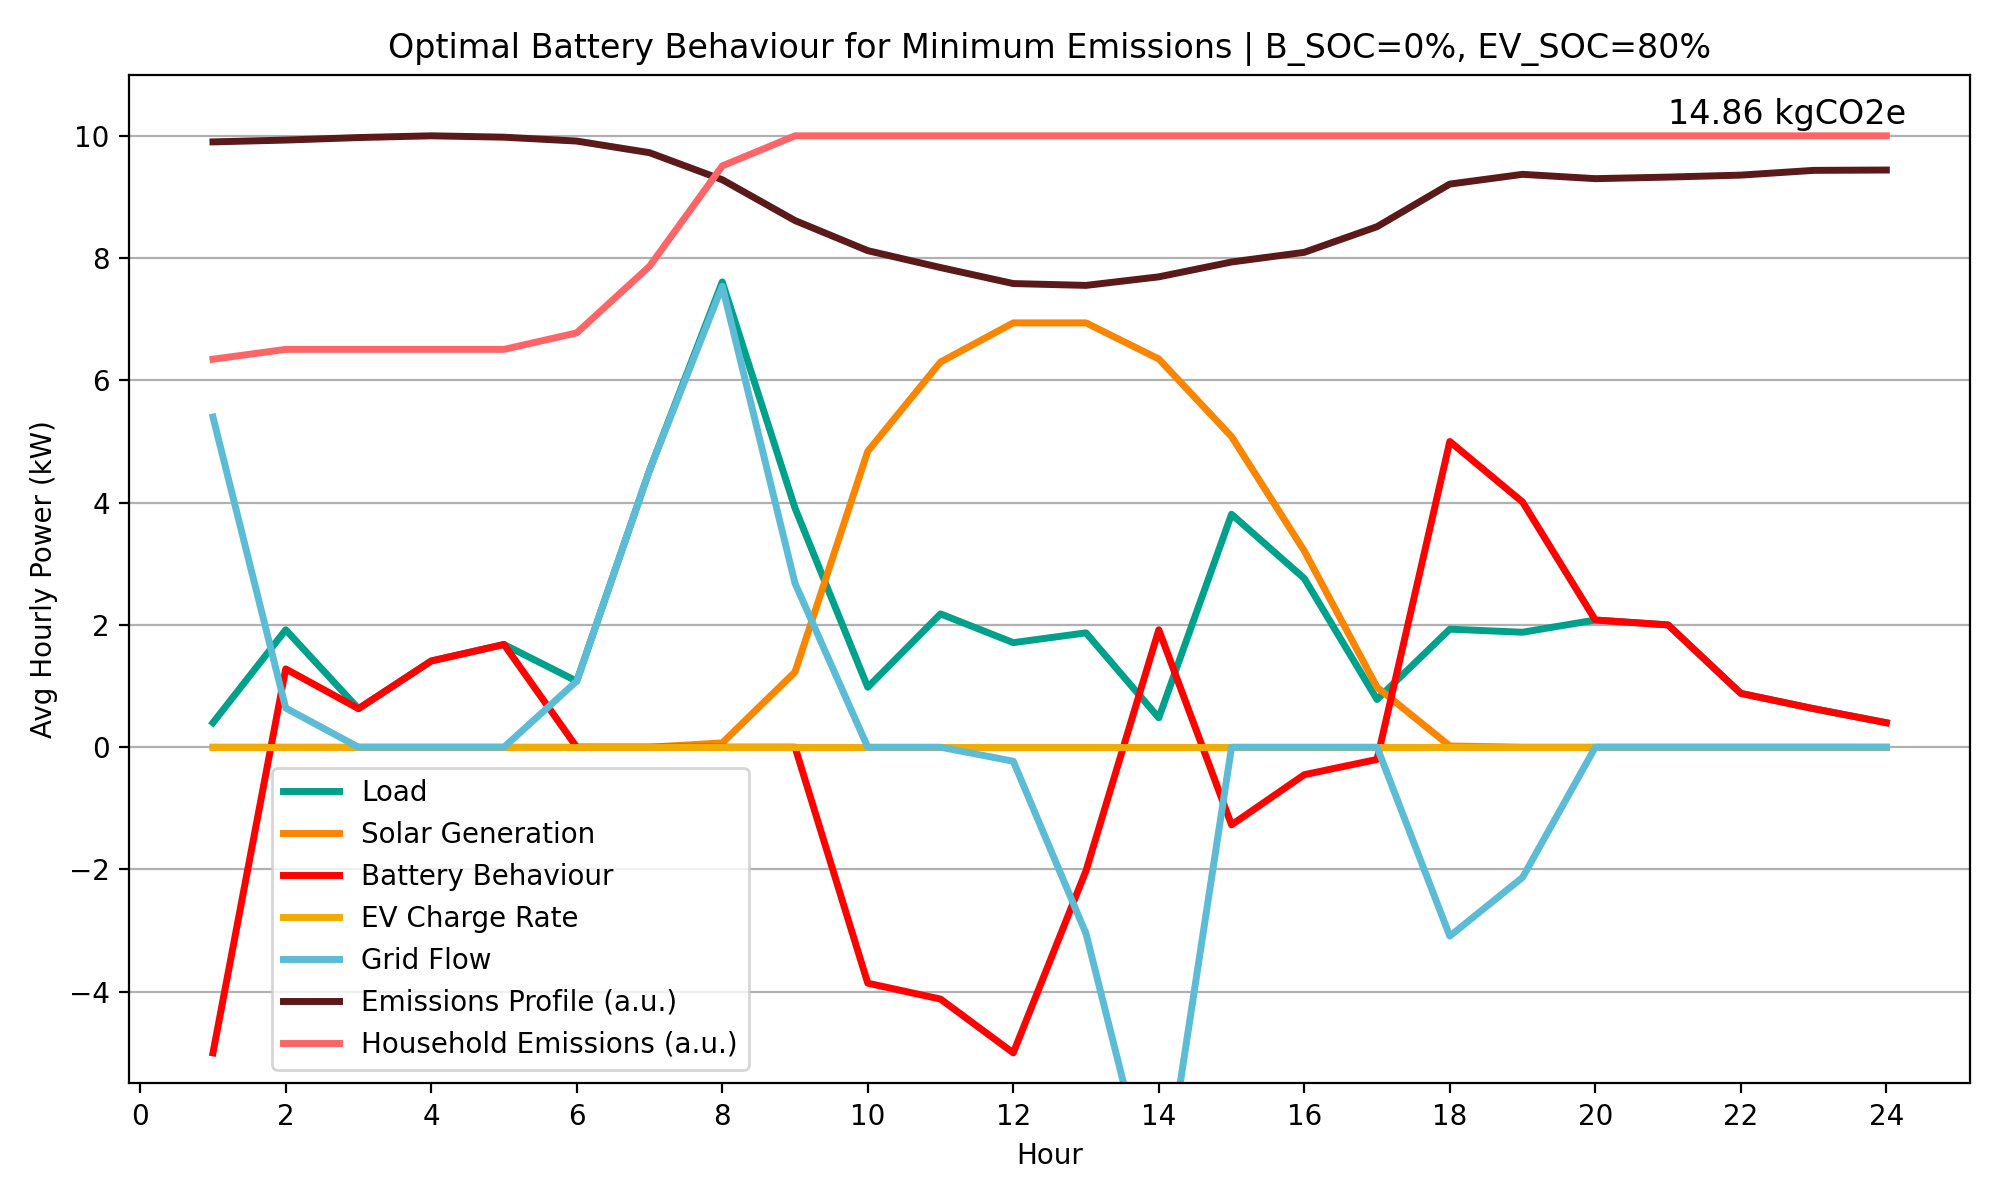 Optimal Battery Behaviour for Minimum Emissions | B_SOC=0%, EV_SOC=80%
14.86 kgCO2e
10
8
6
4
2
0
−2
−4
Avg Hourly Power (kW)
Load
Solar Generation
Battery Behaviour
EV Charge Rate
Grid Flow
Emissions Profile (a.u.)
Household Emissions (a.u.)
0 2 4 6 8 10 12 14 16 18 20 22 24
Hour